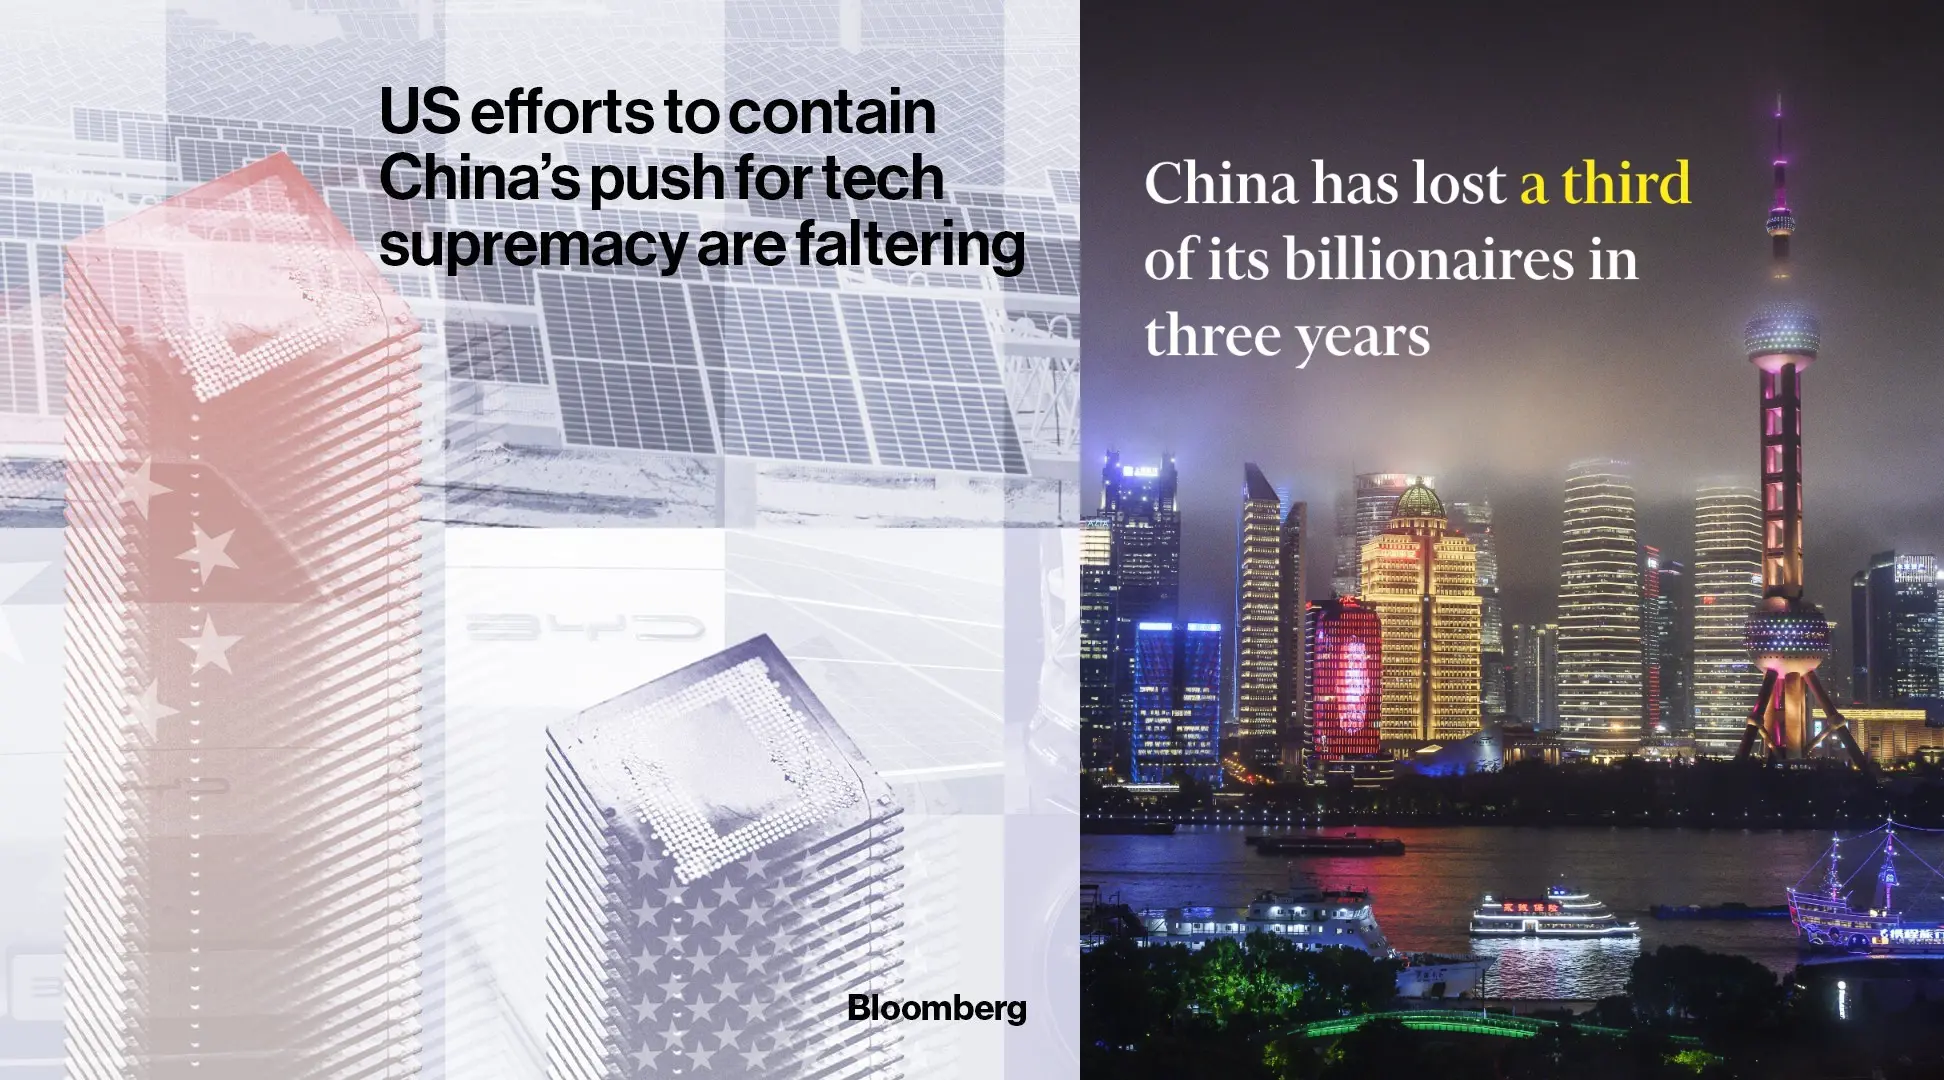 US efforts to contain
China’s push for tech
supremacy are faltering
BYD
Bloomberg
China has lost a third
of its billionaires in
three years